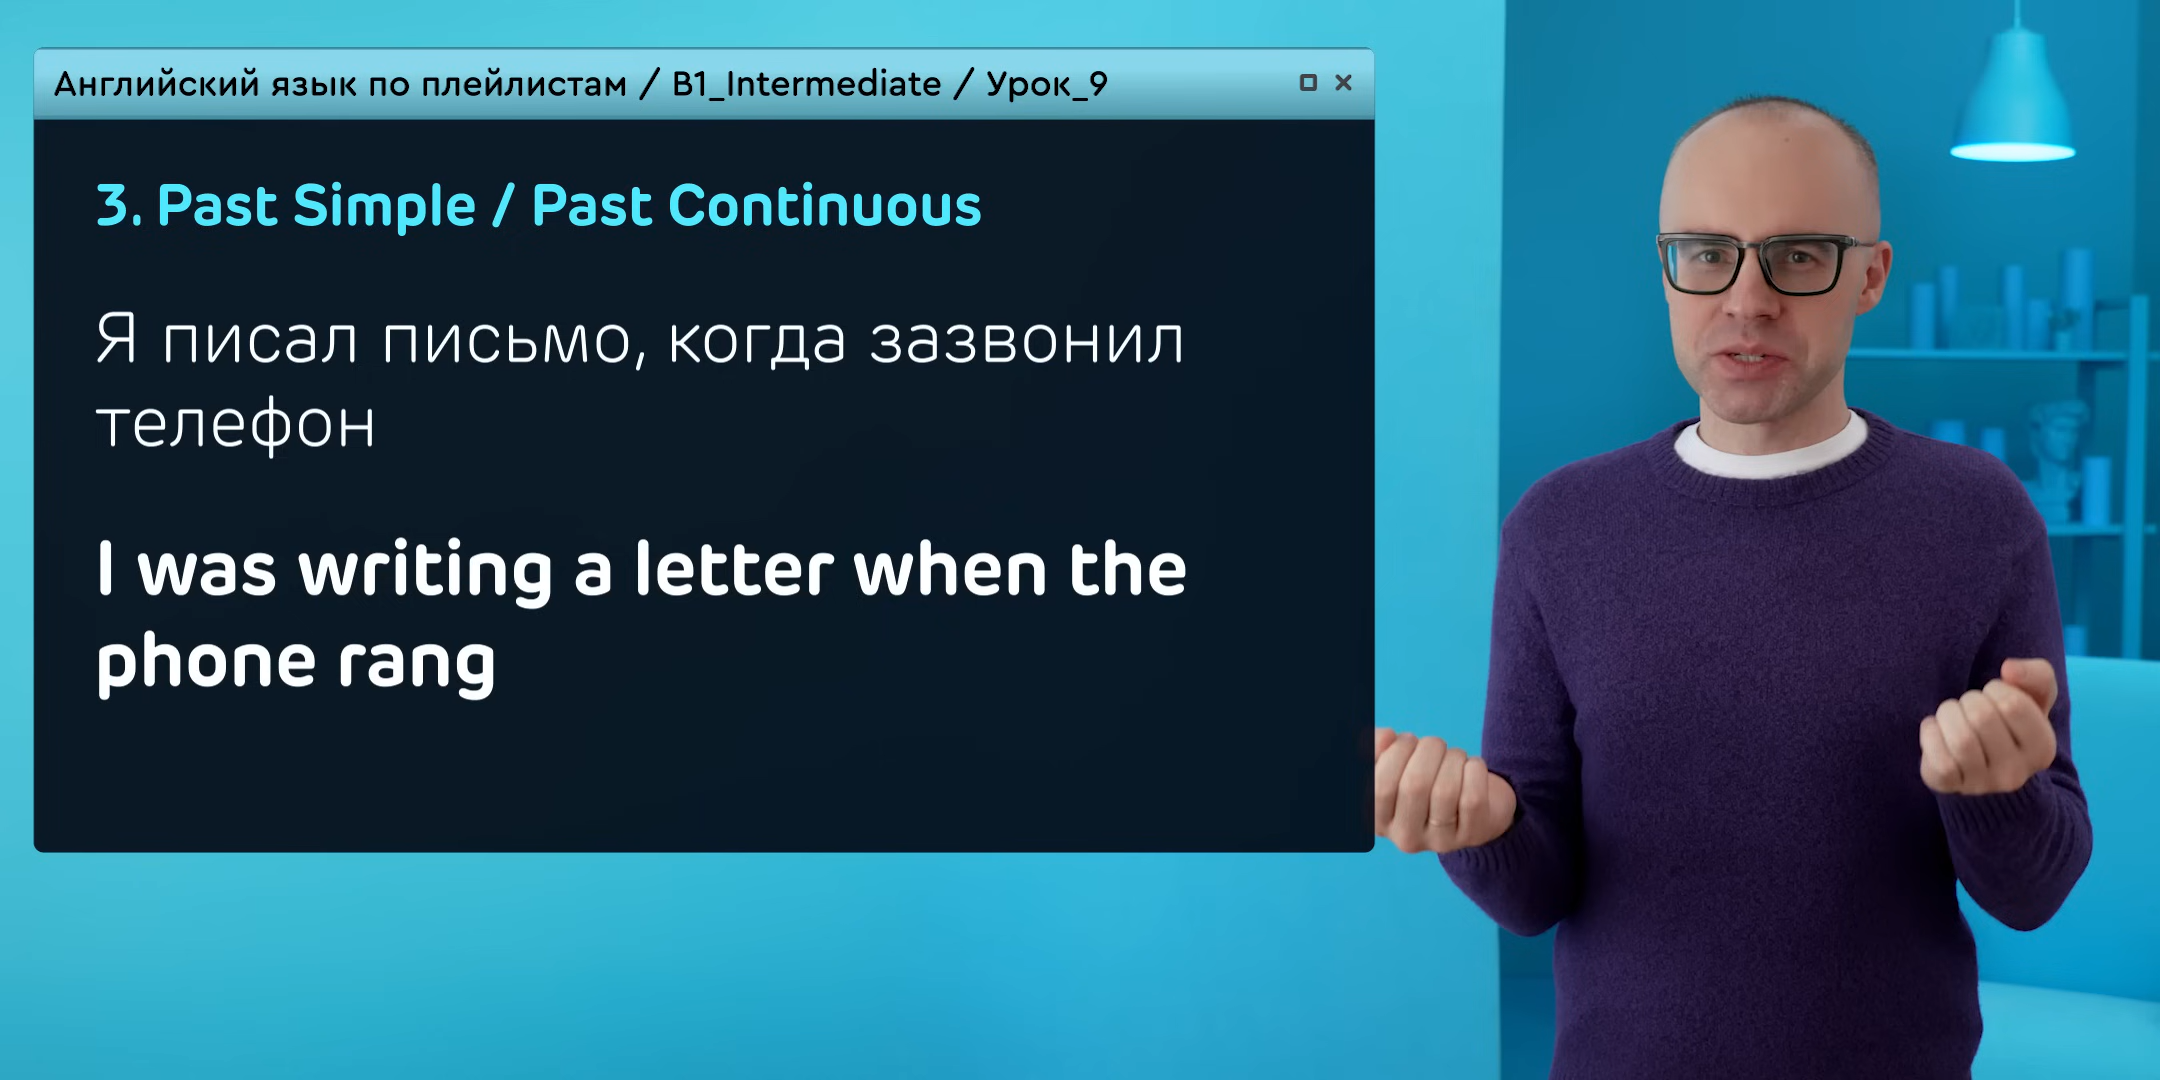 Английский язык по плейлистам / B1_Intermediate / Урок_9
3. Past Simple / Past Continuous
Я писал письмо, когда зазвонил
телефон
I was writing a letter when the
phone rang